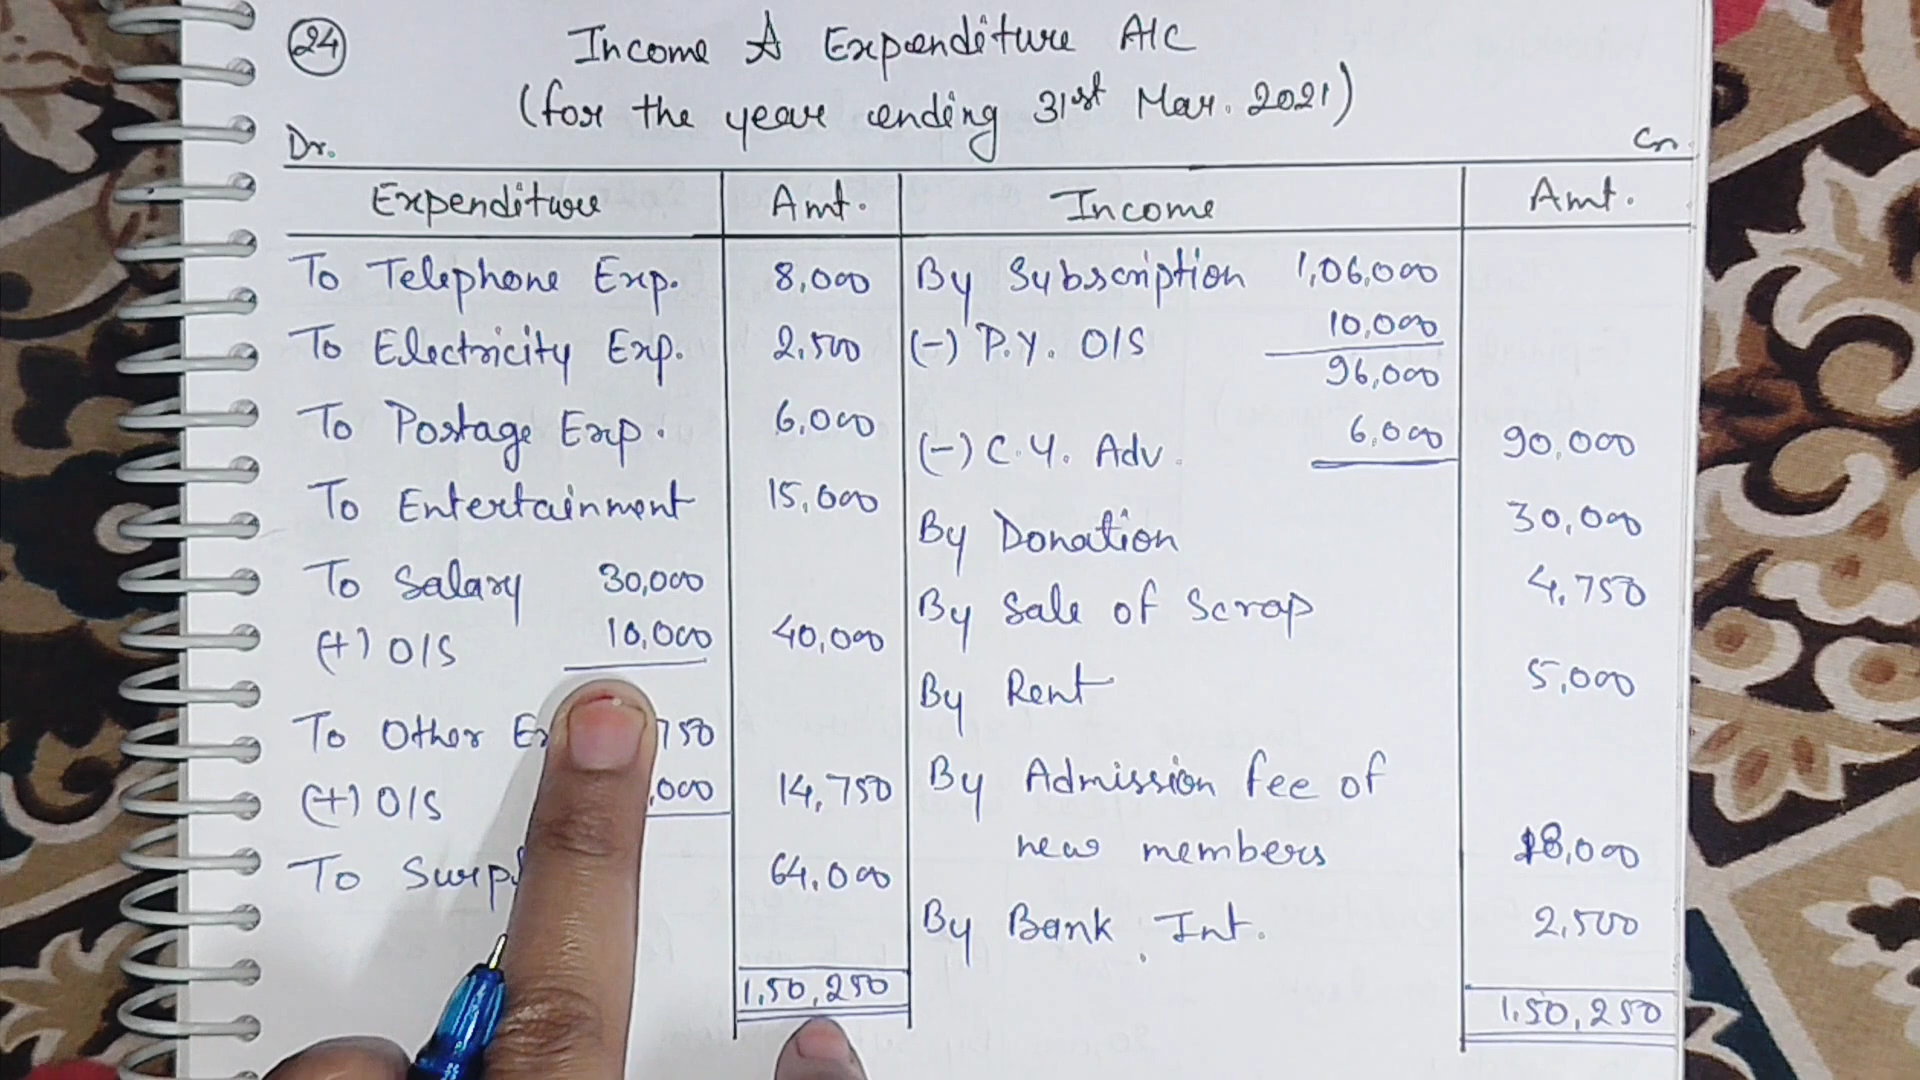 24
Income & Expenditure A/C
(for the year ending 31st Mar. 2021)
Dr. Cr.
Expenditure Amt. Income Amt.
To Telephone Exp. 8,000 By Subscription 1,06,000
To Electricity Exp. 2,500 (-) P.Y. O/S 10,000
96,000
To Postage Exp. 6,000 (-) C.Y. Adv. 6,000 90,000
To Entertainment 15,000 By Donation 30,000
To Salary 30,000 By Sale of Scrap 4,750
(+) O/S 10,000 40,000 By Rent 5,000
To Other 750 By Admission fee of
(+) O/S ,000 14,750 new members 18,000
To 64,000 By Bank Int. 2,500
1,50,250 1,50,250